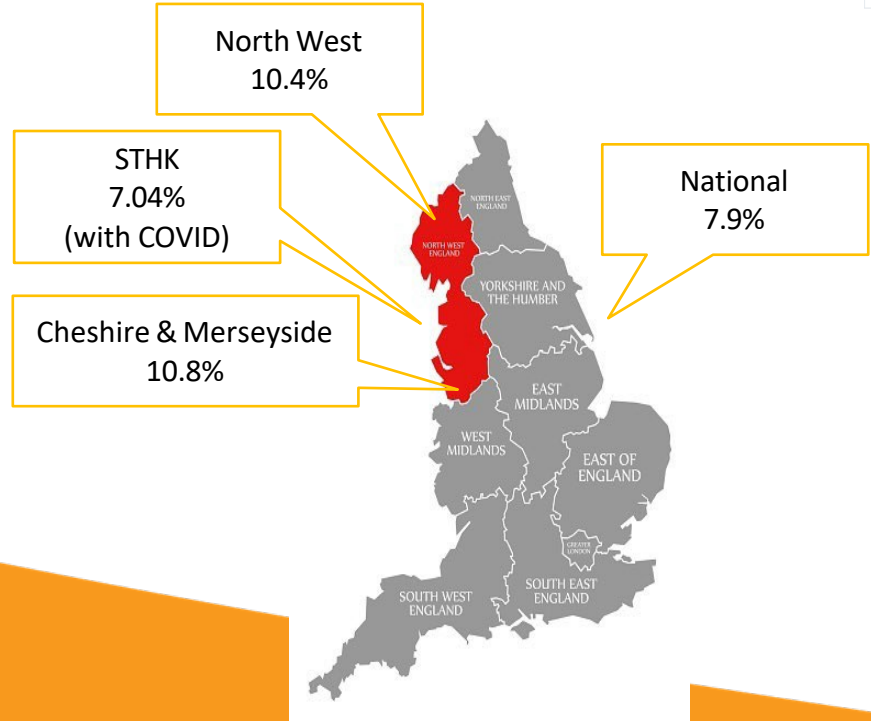 North West
10.4%
STHK
7.04%
(with COVID)
National
7.9%
Cheshire & Merseyside
10.8%
NORTH EAST
ENGLAND
NORTH WEST
ENGLAND
YORKSHIRE AND
THE HUMBER
EAST
MIDLANDS
WEST
MIDLANDS
EAST OF
ENGLAND
GREATER
LONDON
SOUTH WEST
ENGLAND
SOUTH EAST
ENGLAND